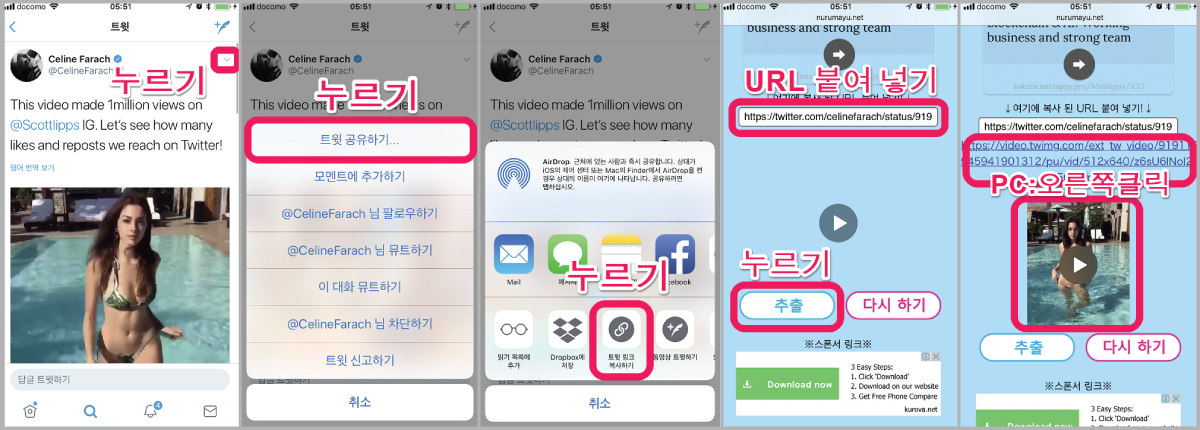 docomo 05:51
트윗
Celine Farach
@CelineFarach
누르기
This video made 1million views on
@Scottlipps IG. Let's see how many
likes and reposts we reach on Twitter!
영어 번역 보기
답글 트윗하기
4
docomo 05:51
트윗
Celine Farach
@CelineFarach
누르기
This video made 1million views on
트윗 공유하기...
모멘트에 추가하기
@CelineFarach 님 팔로우하기
@CelineFarach 님 뮤트하기
이 대화 뮤트하기
@CelineFarach 님 차단하기
트윗 신고하기
취소
docomo 05:51
트윗
Celine Farach
@CelineFarach
This video made 1million views on
@Scottlipps IG. Let's see how many
AirDrop. 근처에 있는 사람과 즉시 공유합니다. 상대가
iOS의 제어 센터 또는 Mac의 Finder에서 AirDrop을 켠
경우 상대의 이름이 여기에 나타납니다. 공유하려면
탭하십시오.
누르기
Mail
읽기 목록에
추가
Dropbox에
저장
트윗 링크
복사하기
취소
docomo 05:51
nurumayu.net
business and strong team
tokens.miniapps.pro/MiniApps/ICO
URL 붙여 넣기
https://twitter.com/celinefarach/status/919
누르기
추출
다시 하기
※스폰서 링크※
Download now
3 Easy Steps:
1. Click 'Download'
2. Download on our website
3. Get Free Phone Compare
kurova.net
docomo 05:51
nurumayu.net
business and strong team
tokens.miniapps.pro/MiniApps/ICO
↓여기에 복사 된 URL 붙여 넣기!↓
https://twitter.com/celinefarach/status/919
https://video.twimg.com/ext_tw_video/9191
545941901312/pu/vid/512x640/z6sU6INol2
PC:오른쪽클릭
추출
다시 하기
※스폰서 링크※
3 Easy Steps:
1. Click 'Download'